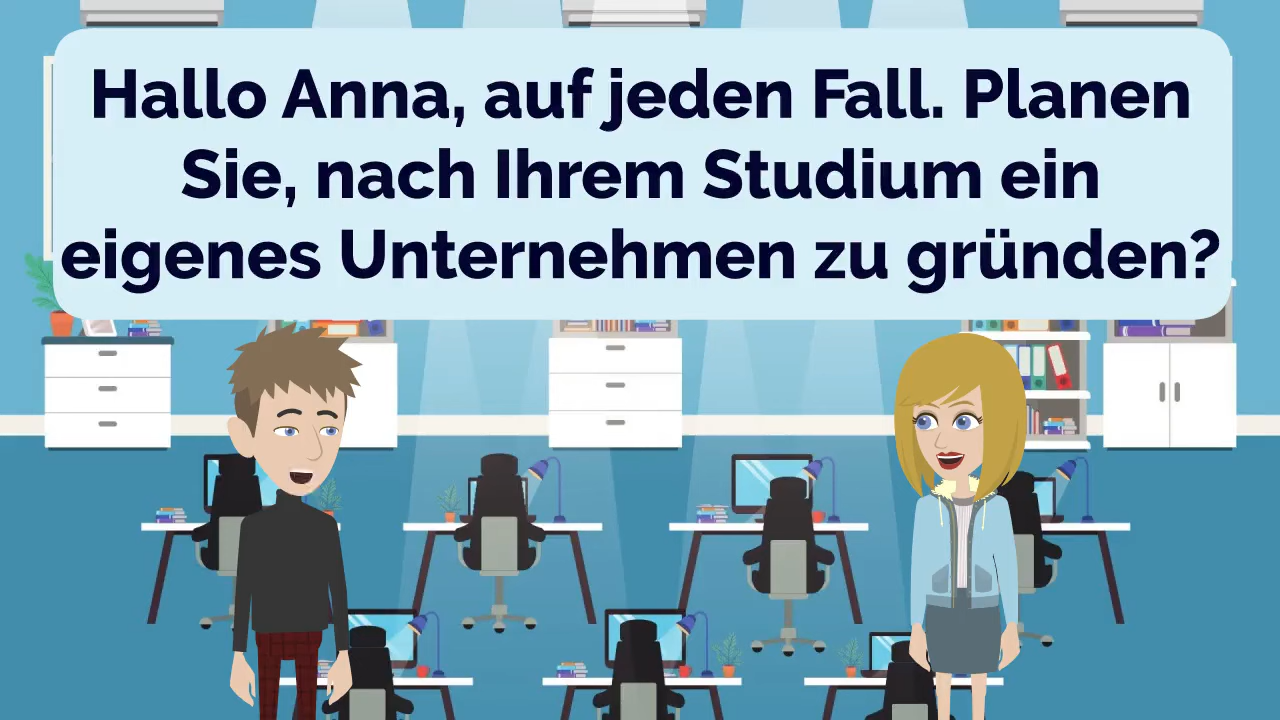 Hallo Anna, auf jeden Fall. Planen
Sie, nach Ihrem Studium ein
eigenes Unternehmen zu gründen?